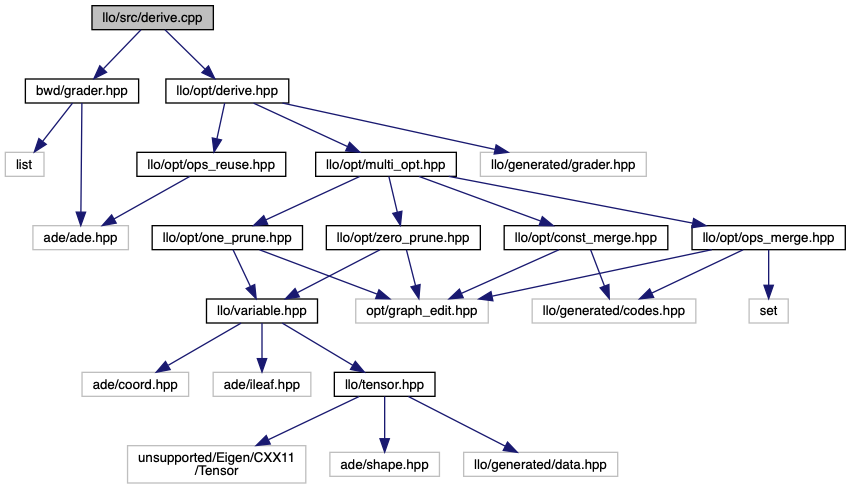 llo/src/derive.cpp
bwd/grader.hpp
llo/opt/derive.hpp
list
llo/opt/ops_reuse.hpp
llo/opt/multi_opt.hpp
llo/generated/grader.hpp
ade/ade.hpp
llo/opt/one_prune.hpp
llo/opt/zero_prune.hpp
llo/opt/const_merge.hpp
llo/opt/ops_merge.hpp
llo/variable.hpp
opt/graph_edit.hpp
llo/generated/codes.hpp
set
ade/coord.hpp
ade/ileaf.hpp
llo/tensor.hpp
unsupported/Eigen/CXX11
/Tensor
ade/shape.hpp
llo/generated/data.hpp